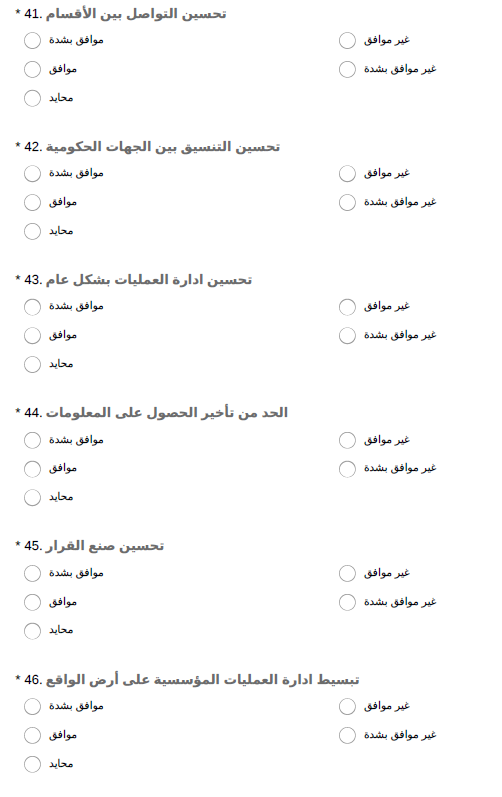 * 41. تحسين التواصل بين الأقسام
موافق بشدة
غير موافق
موافق
غير موافق بشدة
محايد
* 42. تحسين التنسيق بين الجهات الحكومية
موافق بشدة
غير موافق
موافق
غير موافق بشدة
محايد
* 43. تحسين ادارة العمليات بشكل عام
موافق بشدة
غير موافق
موافق
غير موافق بشدة
محايد
* 44. الحد من تأخير الحصول على المعلومات
موافق بشدة
غير موافق
موافق
غير موافق بشدة
محايد
* 45. تحسين صنع القرار
موافق بشدة
غير موافق
موافق
غير موافق بشدة
محايد
* 46. تبسيط ادارة العمليات المؤسسية على أرض الواقع
موافق بشدة
غير موافق
موافق
غير موافق بشدة
محايد